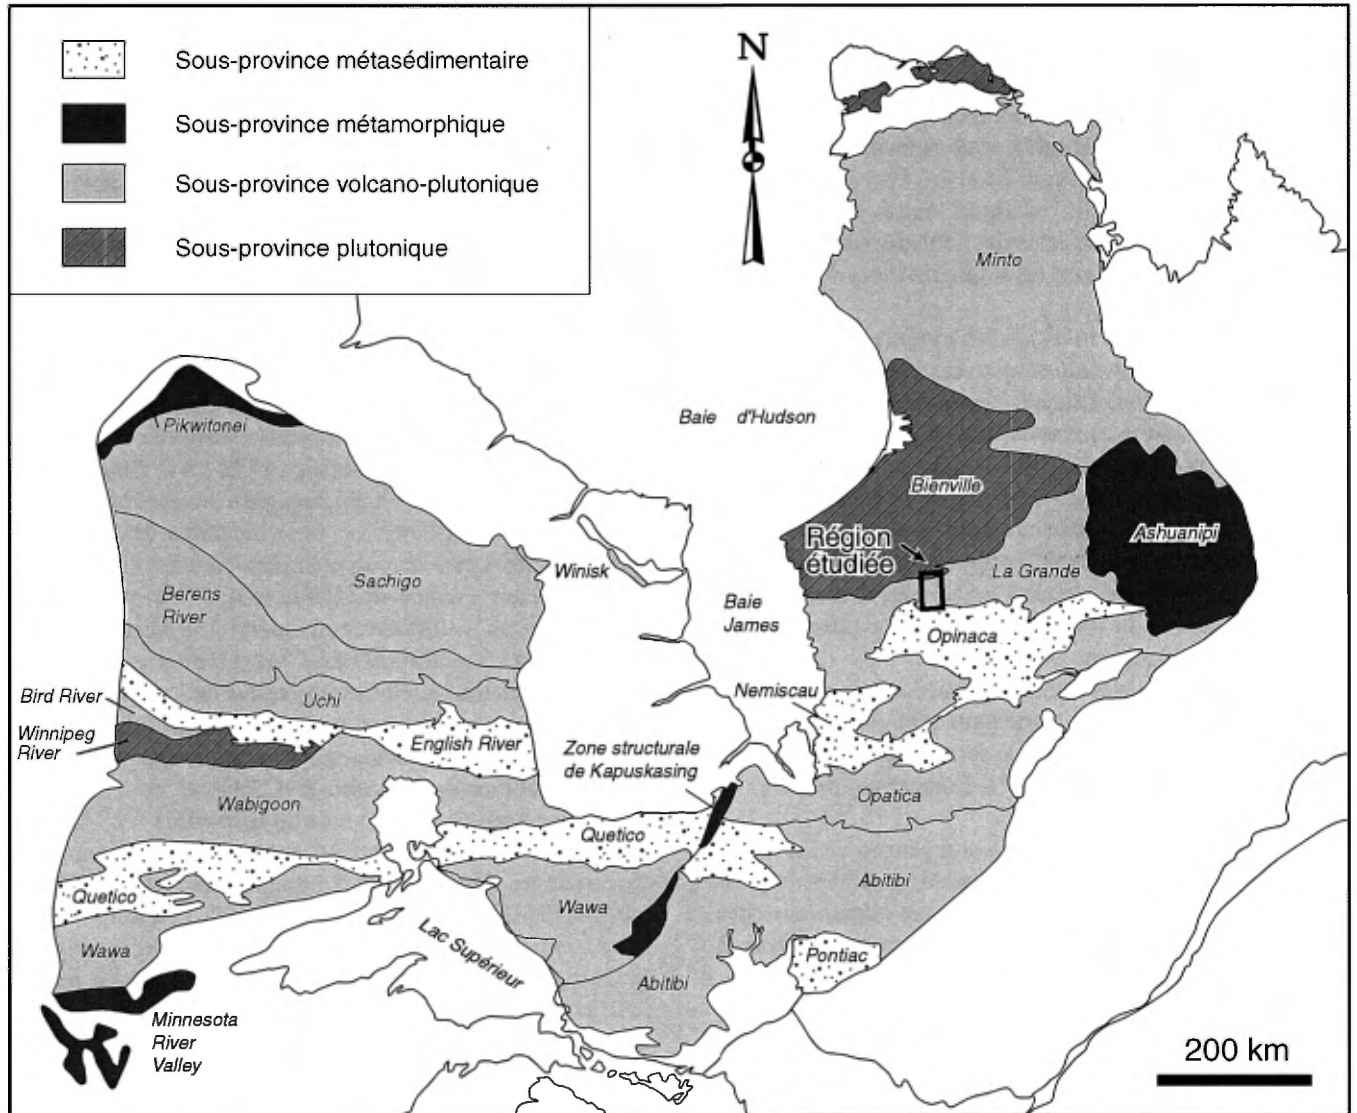 Sous-province métasédimentaire
Sous-province métamorphique
Sous-province volcano-plutonique
Sous-province plutonique
N
Minto
Baie d'Hudson
Pikwitonei
Bienville
Ashuanipi
Région
étudiée
La Grande
Winisk
Sachigo
Berens
River
Baie
James
Opinaca
Nemiscau
Bird River
Uchi
Winnipeg
River
English River
Zone structurale
de Kapuskasing
Opatica
Wabigoon
Quetico
Abitibi
Quetico
Wawa
Wawa
Lac Supérieur
Pontiac
Abitibi
Minnesota
River
Valley
200 km